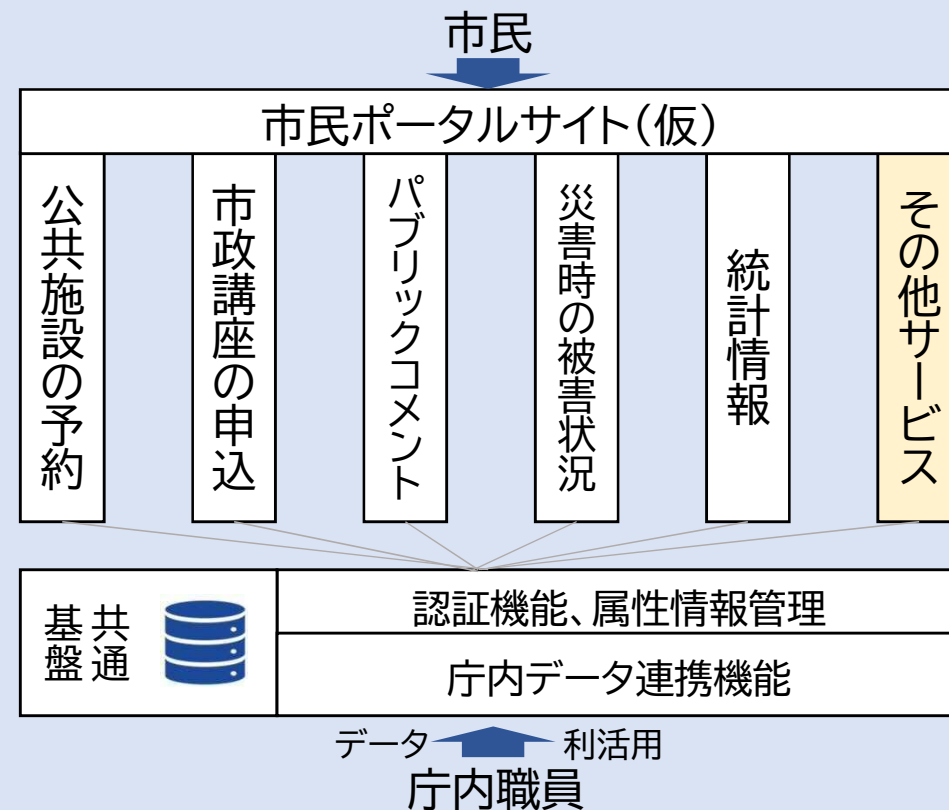 市民
市民ポータルサイト(仮)
公共施設の予約
市政講座の申込
パブリックコメント
災害時の被害状況
統計情報
その他サービス
共通
基盤
認証機能、属性情報管理
庁内データ連携機能
データ 利活用
庁内職員